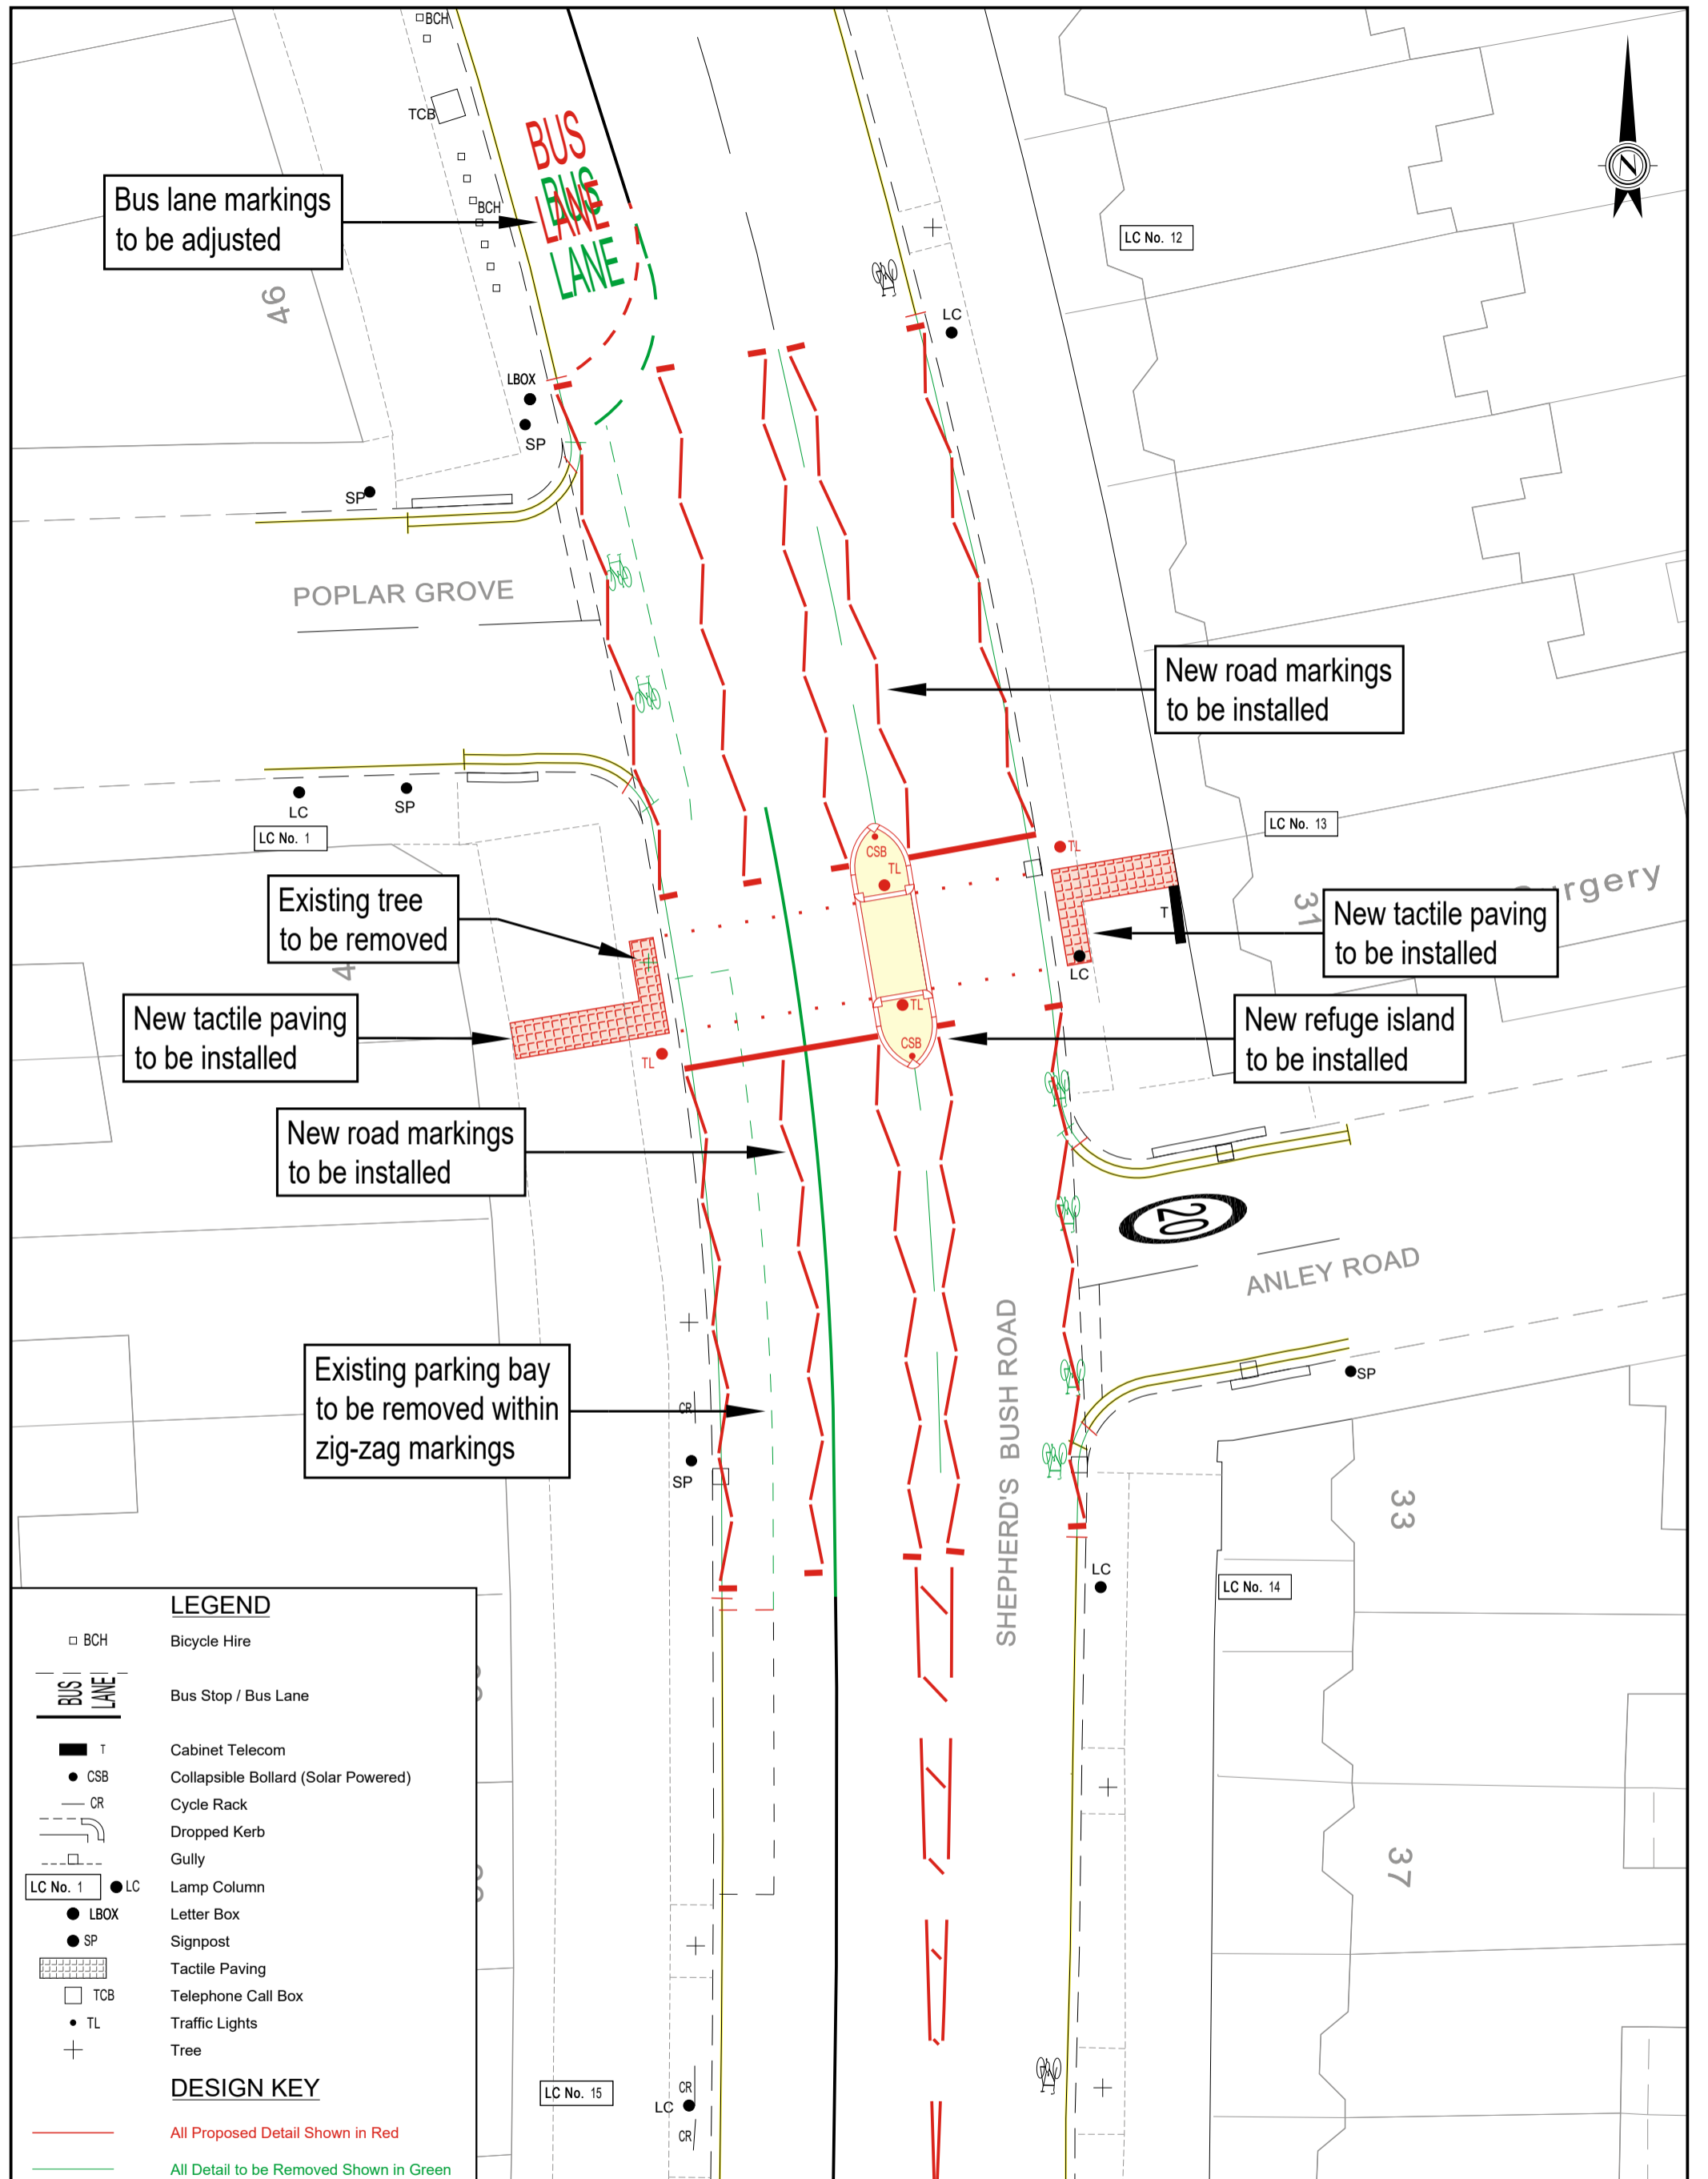 BCH
TCB
BUS
BUS
LANE
LANE
Bus lane markings
to be adjusted
BCH
N
LC No. 12
46
LC
LBOX
SP
SP
POPLAR GROVE
New road markings
to be installed
LC
SP
LC No. 1
LC No. 13
CSB
TL
TL
Existing tree
to be removed
31
T
LC
New tactile paving
to be installed
4
New tactile paving
to be installed
TL
CSB
TL
New refuge island
to be installed
New road markings
to be installed
20
ANLEY ROAD
SHEPHERD'S BUSH ROAD
Existing parking bay
to be removed within
zig-zag markings
CR
SP
SP
33
LC
LC No. 14
37
LC No. 15
CR
LC
CR
LEGEND
BCH Bicycle Hire
BUS
LANE
Bus Stop / Bus Lane
T Cabinet Telecom
CSB Collapsible Bollard (Solar Powered)
CR Cycle Rack
Dropped Kerb
Gully
LC No. 1 LC Lamp Column
LBOX Letter Box
SP Signpost
Tactile Paving
TCB Telephone Call Box
TL Traffic Lights
Tree
DESIGN KEY
All Proposed Detail Shown in Red
All Detail to be Removed Shown in Green